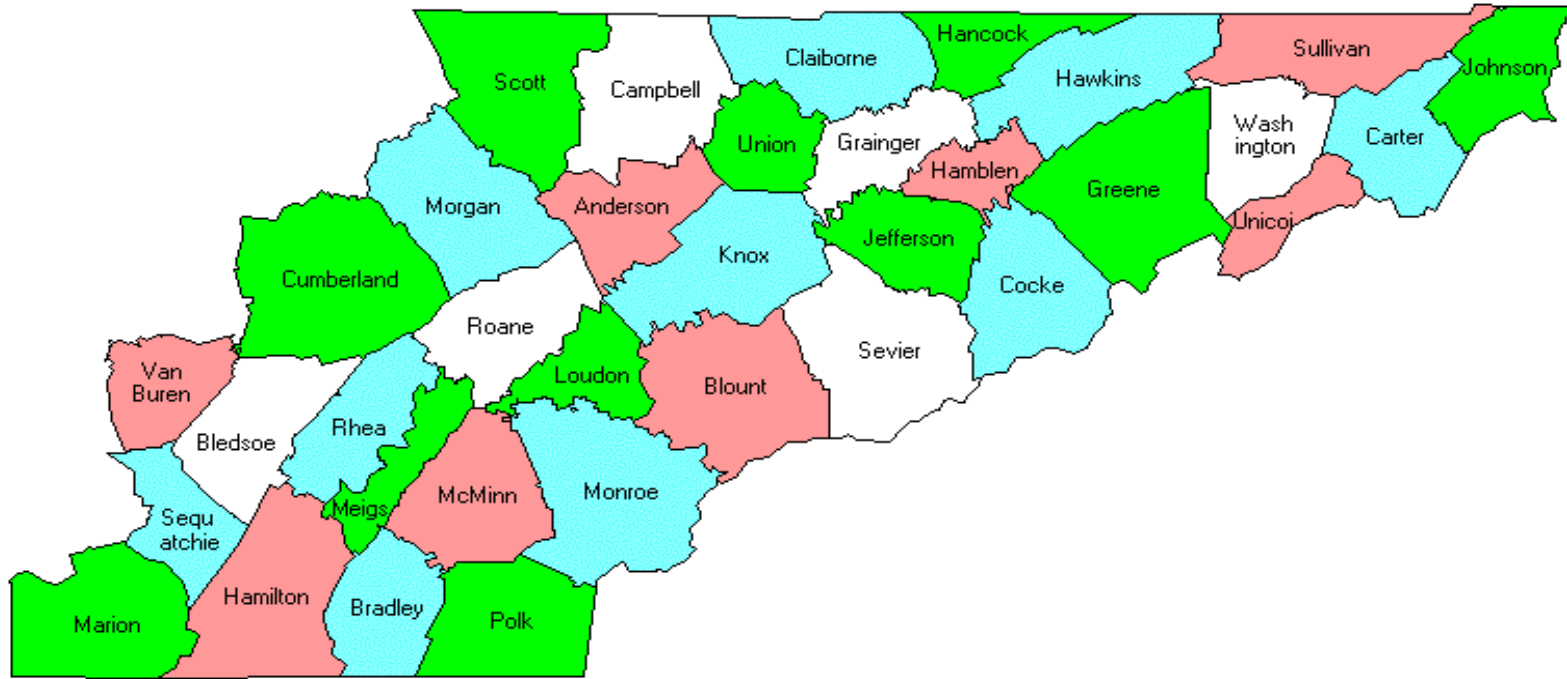 Hancock
Sullivan
Claiborne
Scott
Campbell
Hawkins
Johnson
Wash
ington
Carter
Union
Grainger
Hamblen
Greene
Morgan
Anderson
Unicoi
Jefferson
Knox
Cumberland
Cocke
Roane
Sevier
Van
Buren
Loudon
Blount
Rhea
Bledsoe
McMinn
Monroe
Meigs
Sequ
atchie
Hamilton
Bradley
Marion
Polk